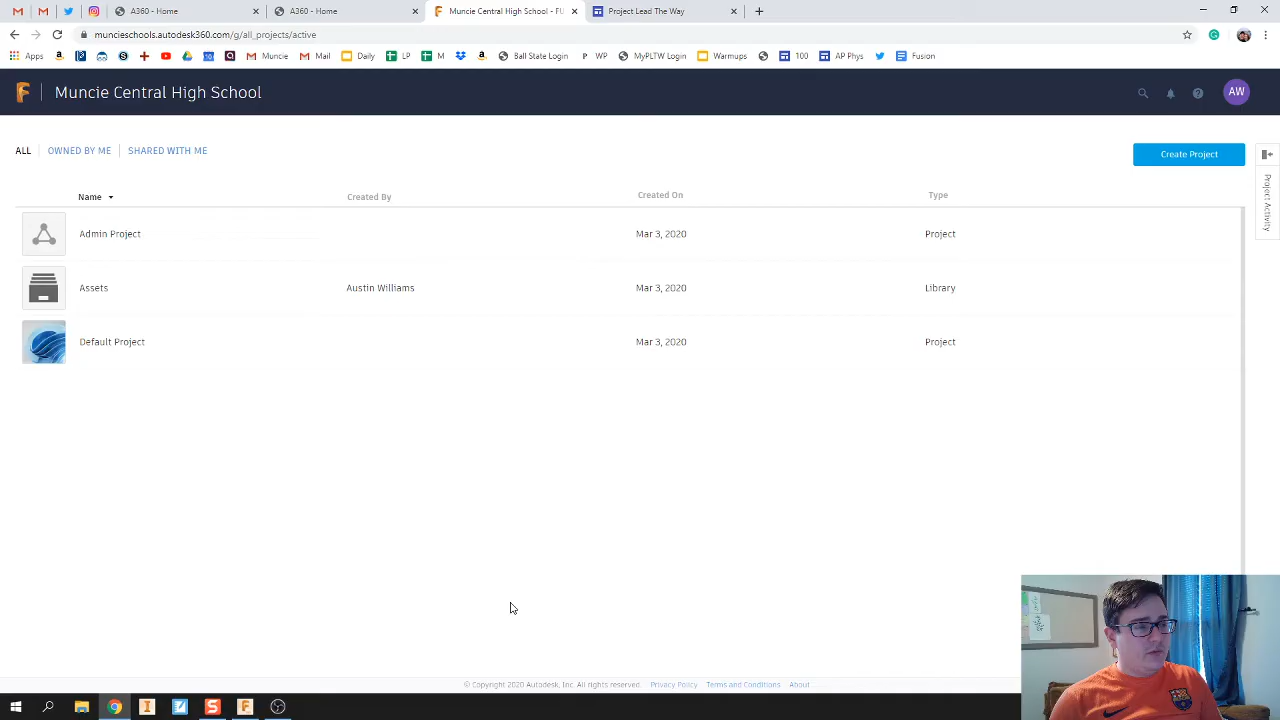 A360 - Home
A360 - Home
Muncie Central High School - FU
Project Lead The Way
muncieschools.autodesk360.com/g/all_projects/active
Apps
Daily
LP
M
Muncie
Mail
Ball State Login
WP
MyPLTW Login
Warmups
100
AP Phys
Fusion
Muncie Central High School
AW
ALL
OWNED BY ME
SHARED WITH ME
Create Project
Project Activity
Name
Created By
Created On
Type
Admin Project
Mar 3, 2020
Project
Assets
Austin Williams
Mar 3, 2020
Library
Default Project
Mar 3, 2020
Project
© Copyright 2020 Autodesk, Inc. All rights reserved.
Privacy Policy
Terms and Conditions
About